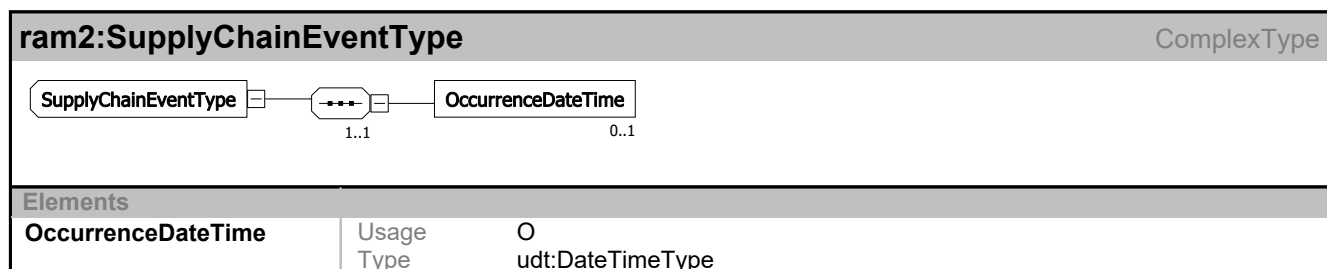 ram2:SupplyChainEventType ComplexType
SupplyChainEventType OccurrenceDateTime
1..1 0..1
Elements
OccurrenceDateTime Usage O
Type udt:DateTimeType